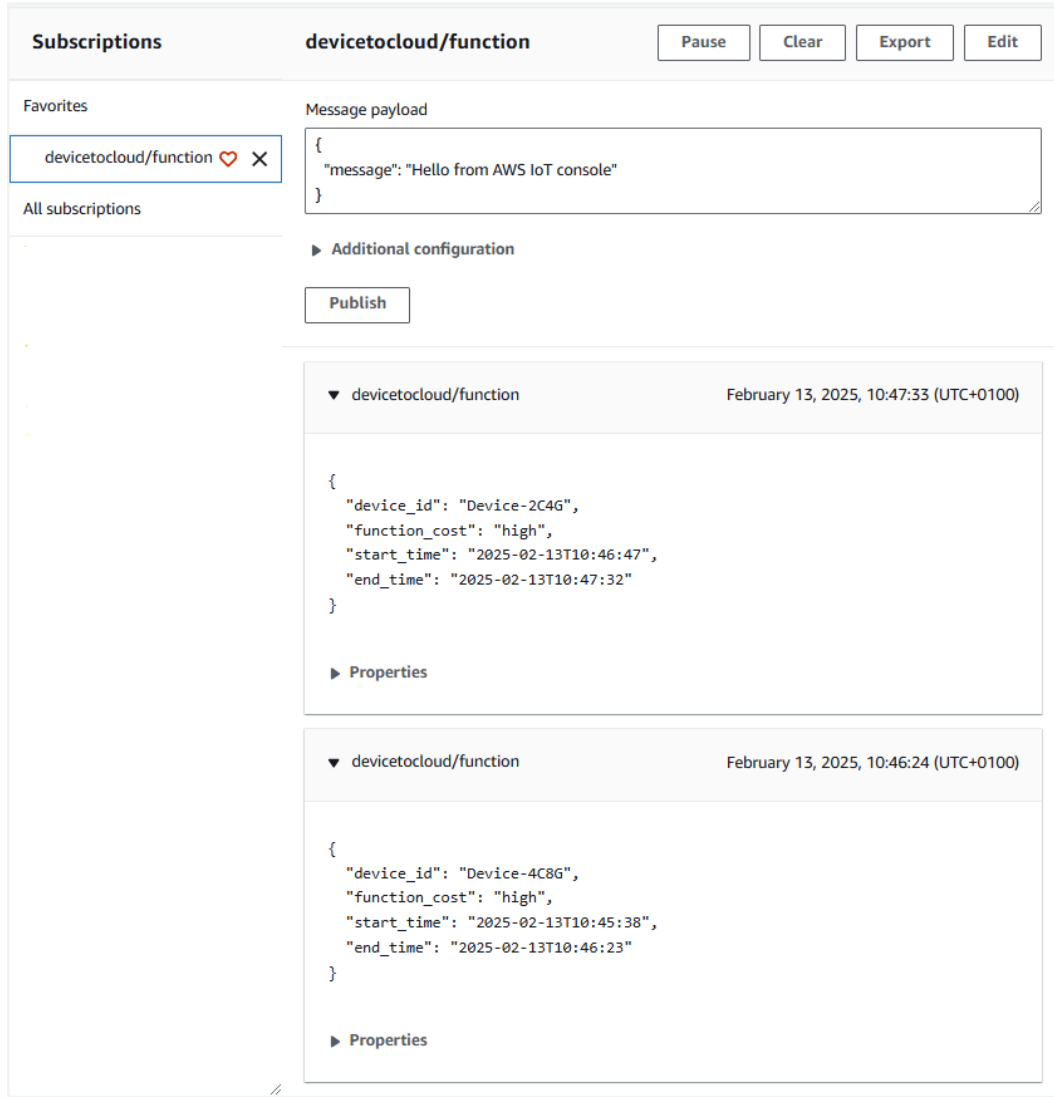 Subscriptions
devicetocloud/function
Pause
Clear
Export
Edit
Favorites
devicetocloud/function
All subscriptions
Message payload
{
"message": "Hello from AWS IoT console"
}
Additional configuration
Publish
devicetocloud/function
February 13, 2025, 10:47:33 (UTC+0100)
{
"device_id": "Device-2C4G",
"function_cost": "high",
"start_time": "2025-02-13T10:46:47",
"end_time": "2025-02-13T10:47:32"
}
Properties
devicetocloud/function
February 13, 2025, 10:46:24 (UTC+0100)
{
"device_id": "Device-4C8G",
"function_cost": "high",
"start_time": "2025-02-13T10:45:38",
"end_time": "2025-02-13T10:46:23"
}
Properties